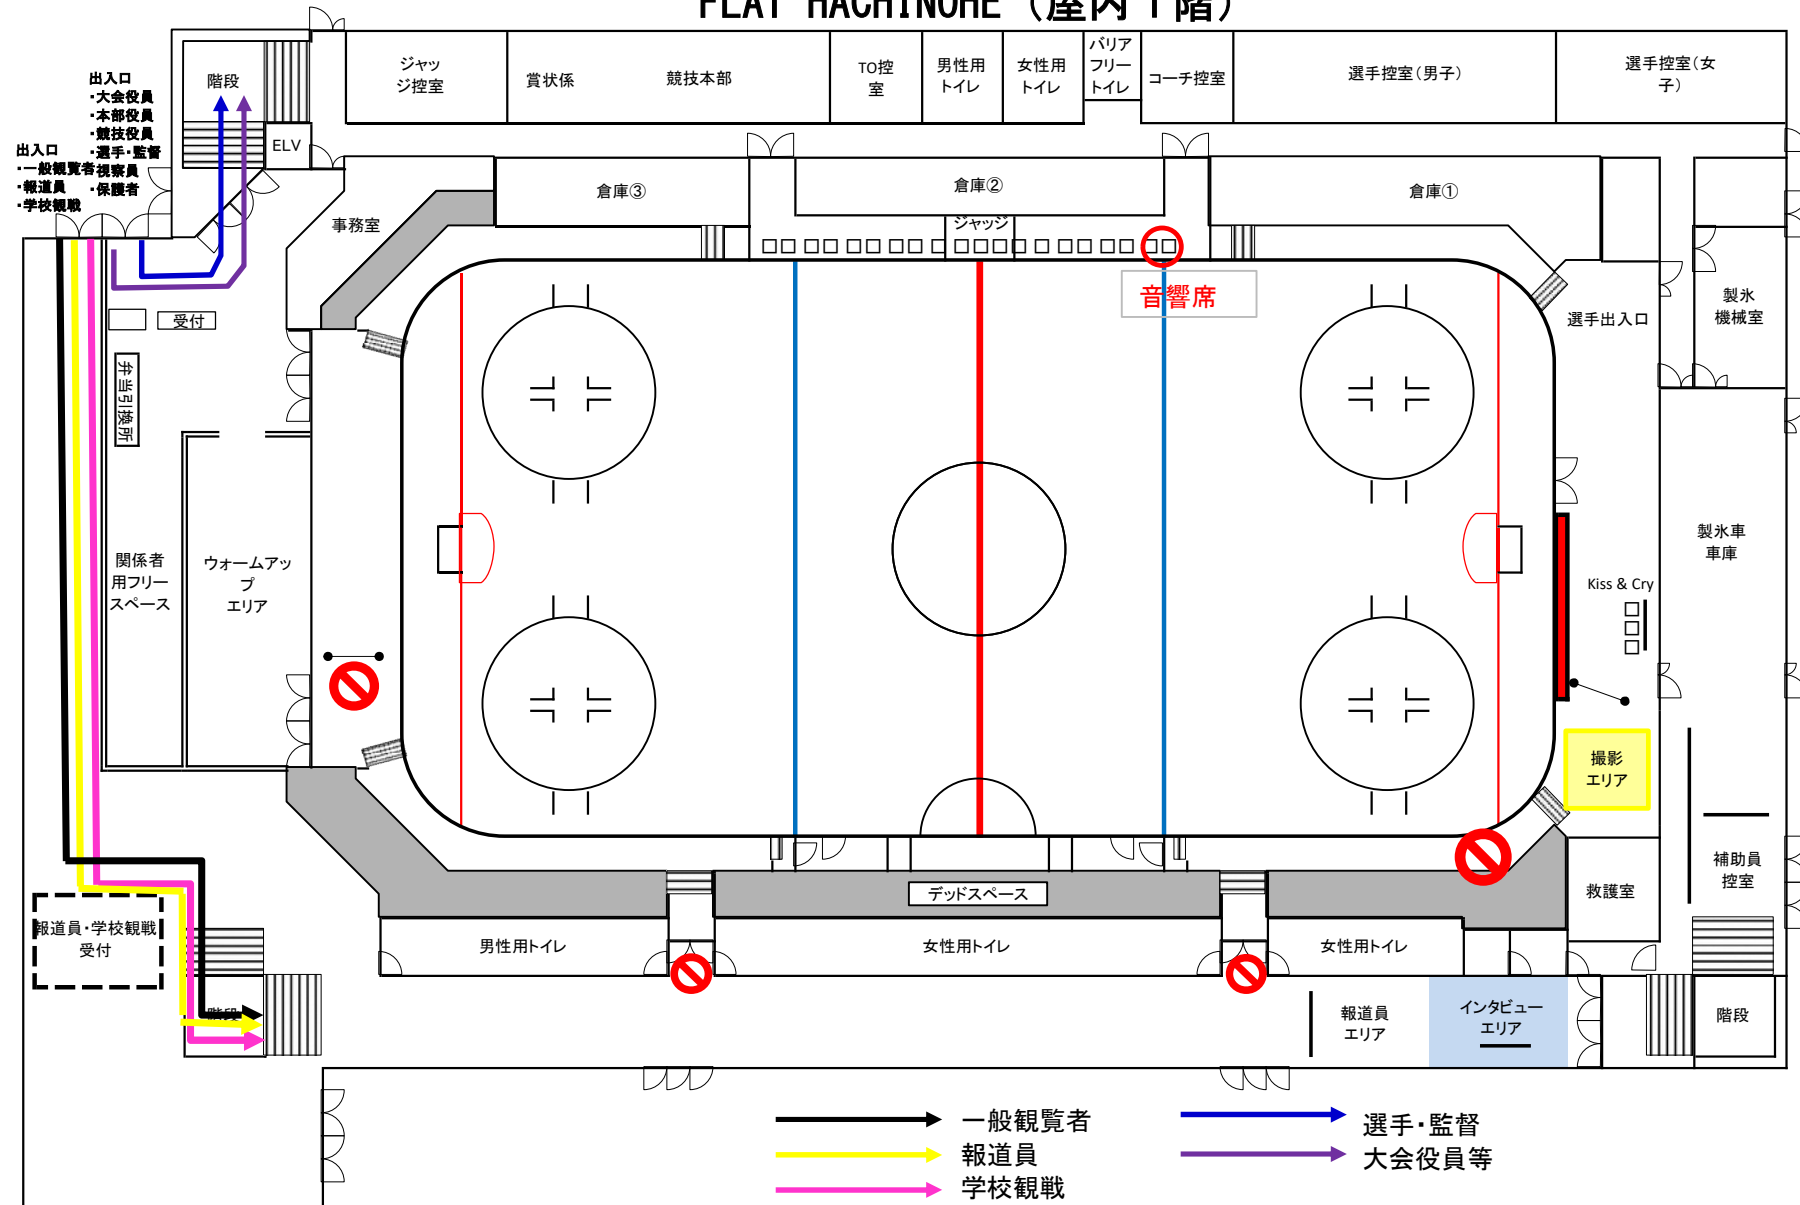 FLAT HACHINOHE (屋内1階)
出入口
・大会役員
・本部役員
・競技役員
・選手・監督
・視察員
・保護者
出入口
・一般観覧者
・報道員
・学校観戦
階段
ELV
ジャッ
ジ控室
賞状係
競技本部
TO控
室
男性用
トイレ
女性用
トイレ
バリア
フリー
トイレ
コーチ控室
選手控室(男子)
選手控室(女
子)
事務室
倉庫③
倉庫②
倉庫①
ジャッジ
音響席
選手出入口
製氷
機械室
受付
弁当引換所
関係者
用フリー
スペース
ウォームアッ
プ
エリア
製氷車
車庫
Kiss & Cry
撮影
エリア
補助員
控室
救護室
デッドスペース
報道員・学校観戦
受付
男性用トイレ
女性用トイレ
女性用トイレ
階段
報道員
エリア
インタビュー
エリア
階段
一般観覧者
報道員
学校観戦
選手・監督
大会役員等